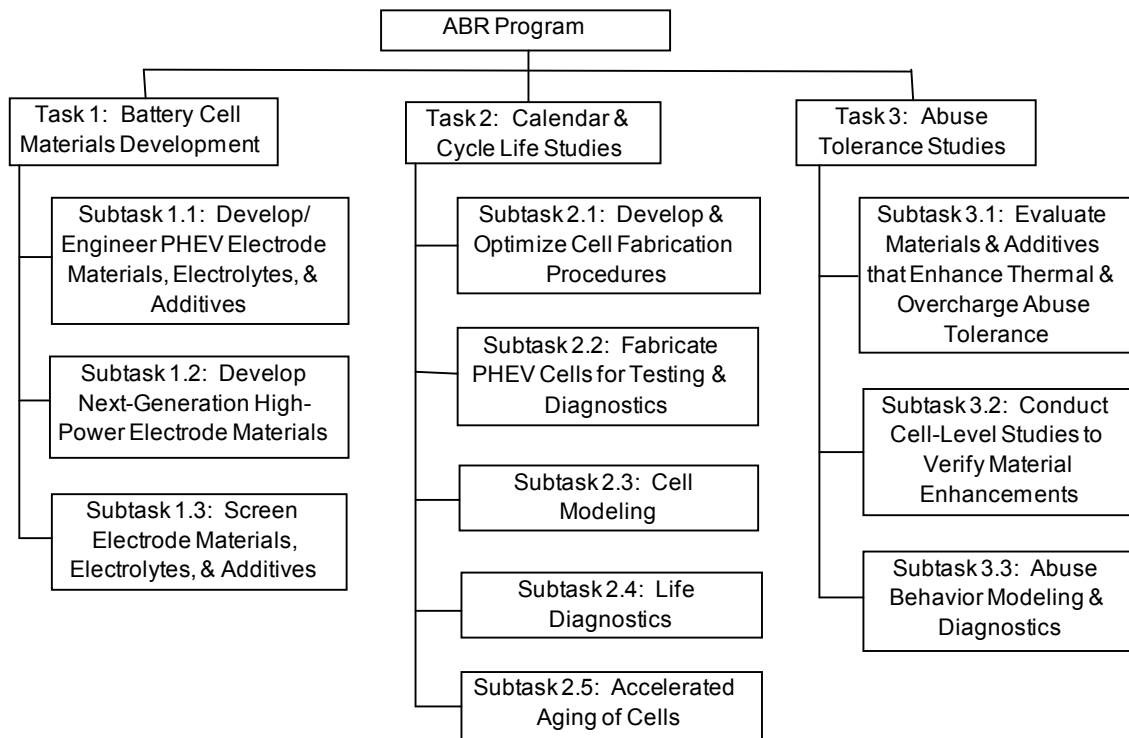 ABR Program
Task 1: Battery Cell
Materials Development
Subtask 1.1: Develop/
Engineer PHEV Electrode
Materials, Electrolytes, &
Additives
Subtask 1.2: Develop
Next-Generation High-
Power Electrode Materials
Subtask 1.3: Screen
Electrode Materials,
Electrolytes, & Additives
Task 2: Calendar &
Cycle Life Studies
Subtask 2.1: Develop &
Optimize Cell Fabrication
Procedures
Subtask 2.2: Fabricate
PHEV Cells for Testing &
Diagnostics
Subtask 2.3: Cell
Modeling
Subtask 2.4: Life
Diagnostics
Subtask 2.5: Accelerated
Aging of Cells
Task 3: Abuse
Tolerance Studies
Subtask 3.1: Evaluate
Materials & Additives
that Enhance Thermal &
Overcharge Abuse
Tolerance
Subtask 3.2: Conduct
Cell-Level Studies to
Verify Material
Enhancements
Subtask 3.3: Abuse
Behavior Modeling &
Diagnostics